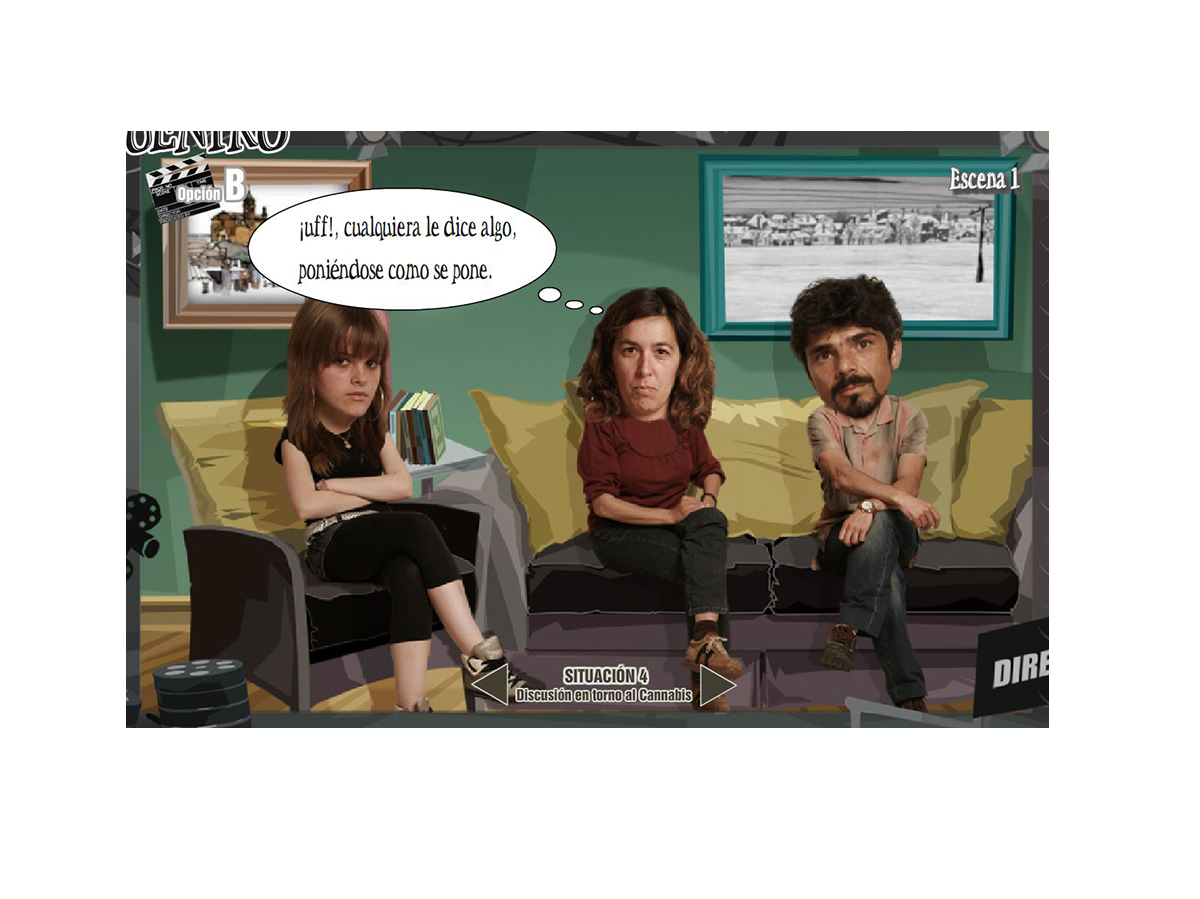 Opción B
Escena 1
¡uff!, cualquiera le dice algo,
poniéndose como se pone.
SITUACIÓN 4
Discusión en torno al Cannabis
DIRE